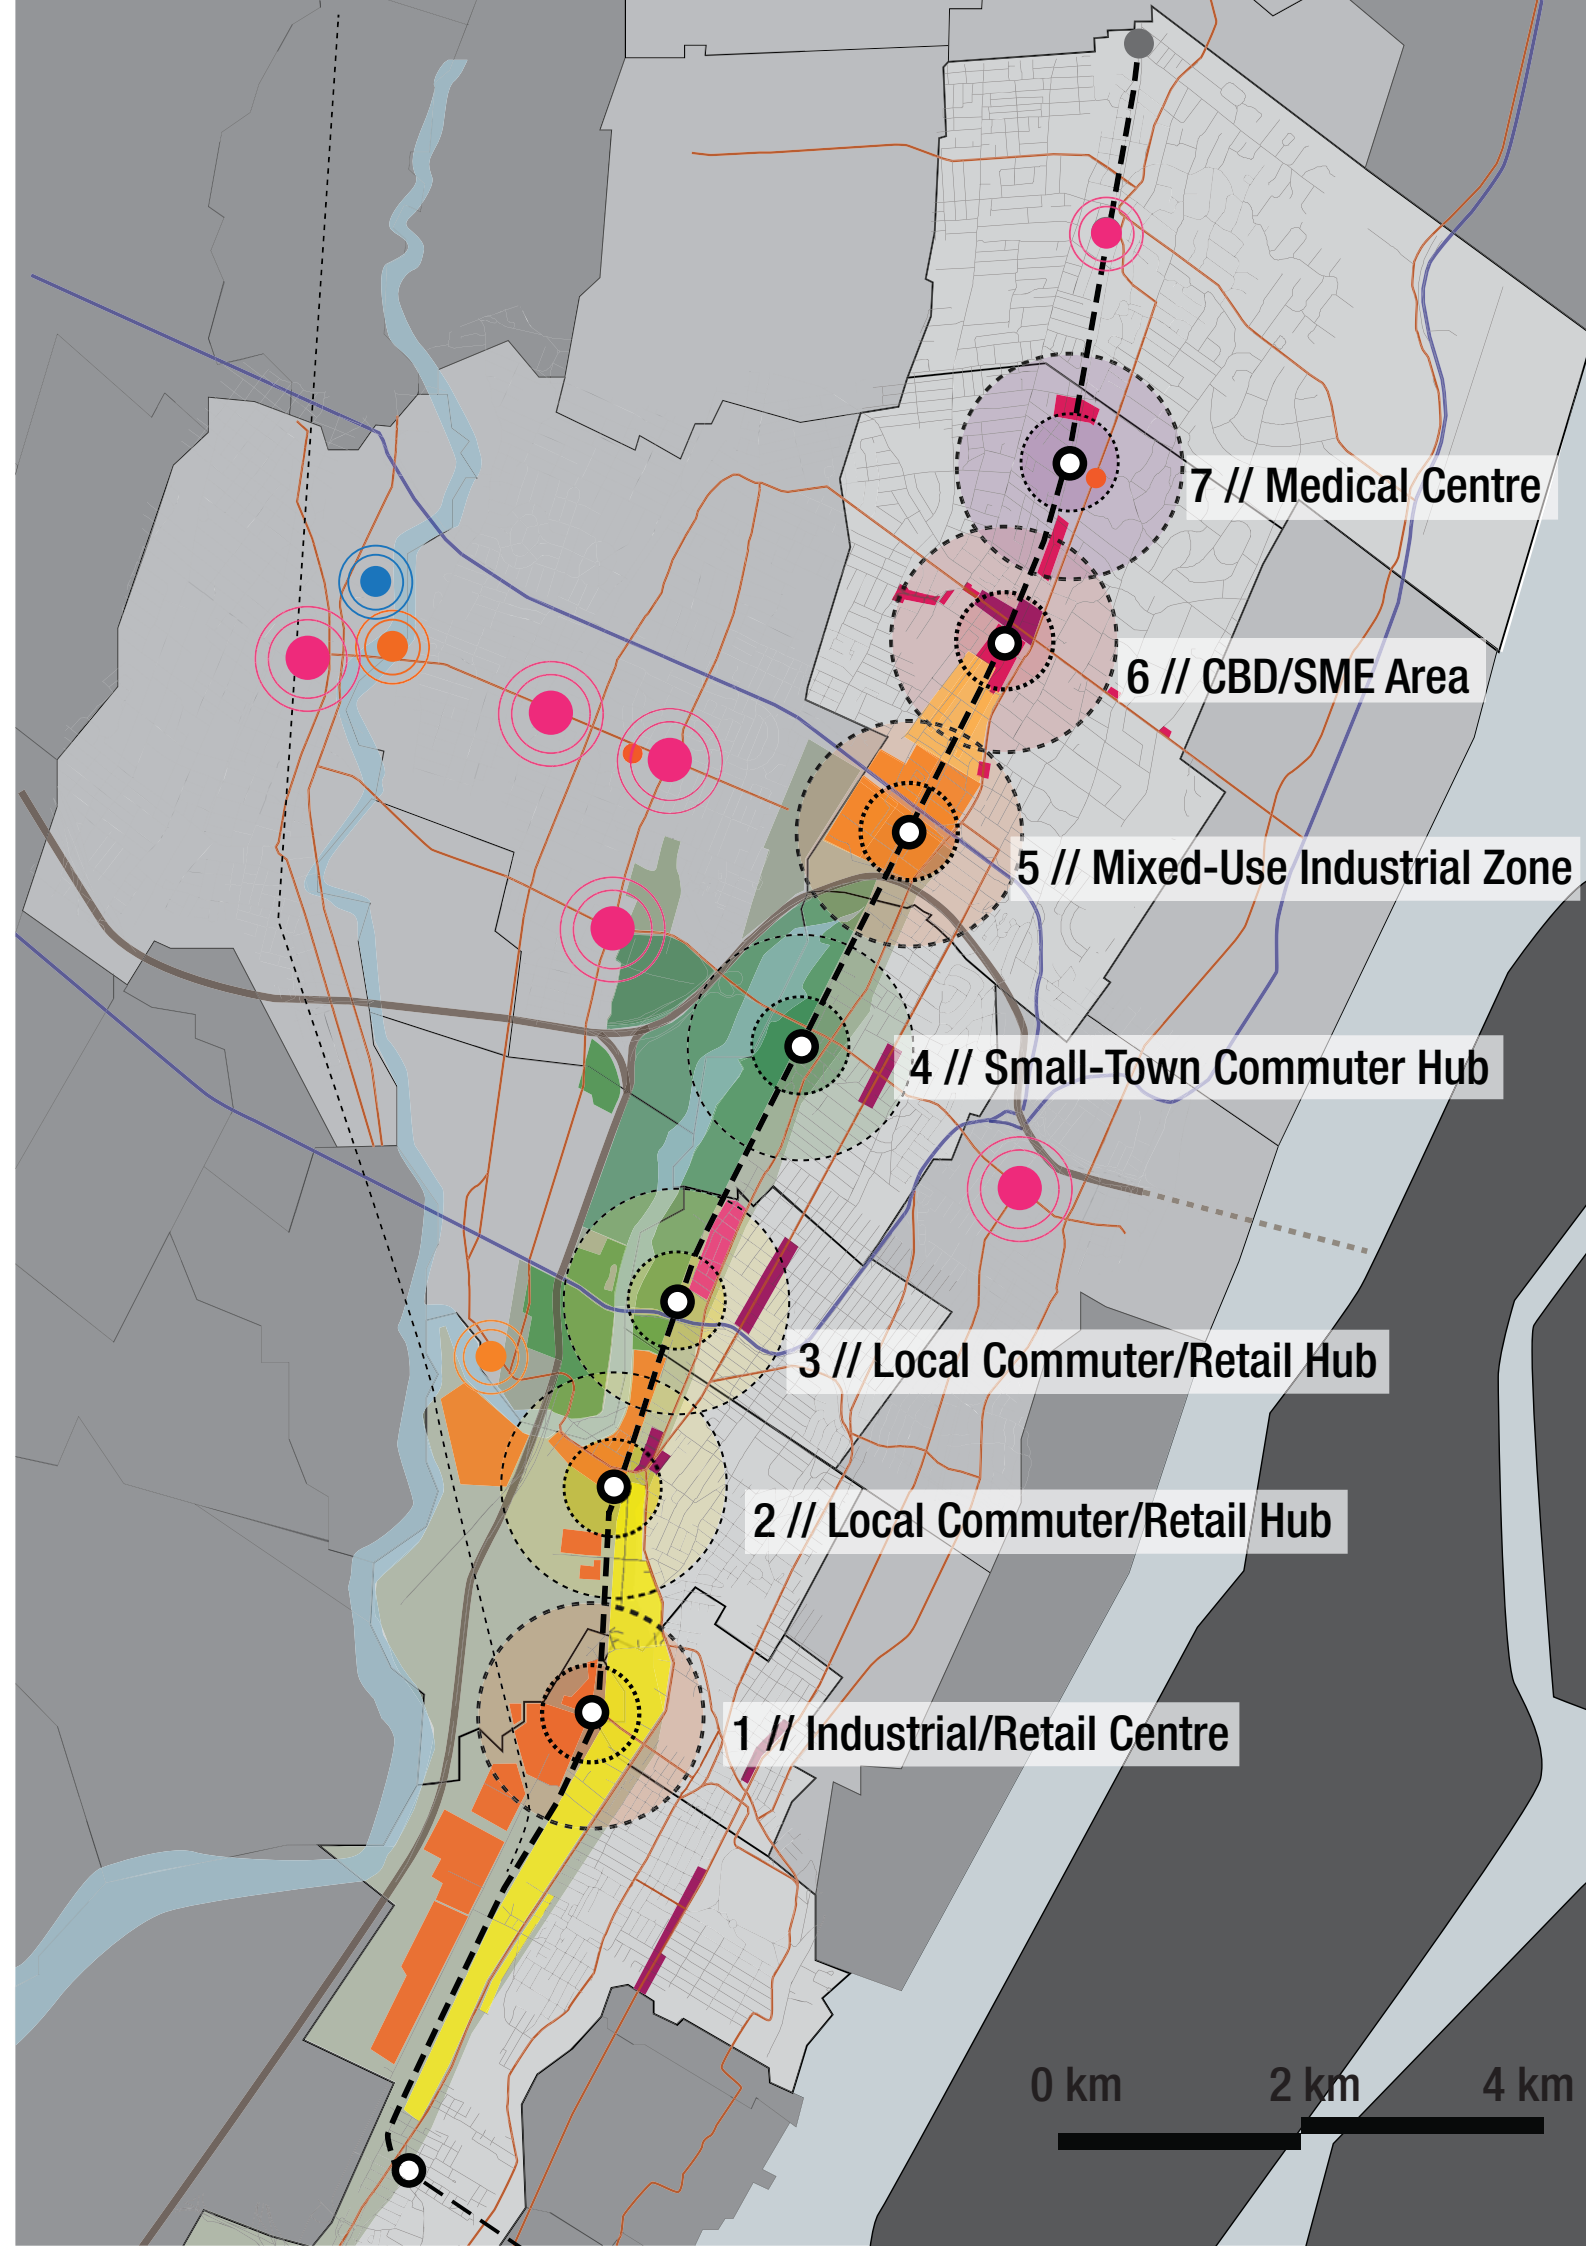 7 // Medical Centre
6 // CBD/SME Area
5 // Mixed-Use Industrial Zone
4 // Small-Town Commuter Hub
3 // Local Commuter/Retail Hub
2 // Local Commuter/Retail Hub
1 // Industrial/Retail Centre
0 km 2 km 4 km